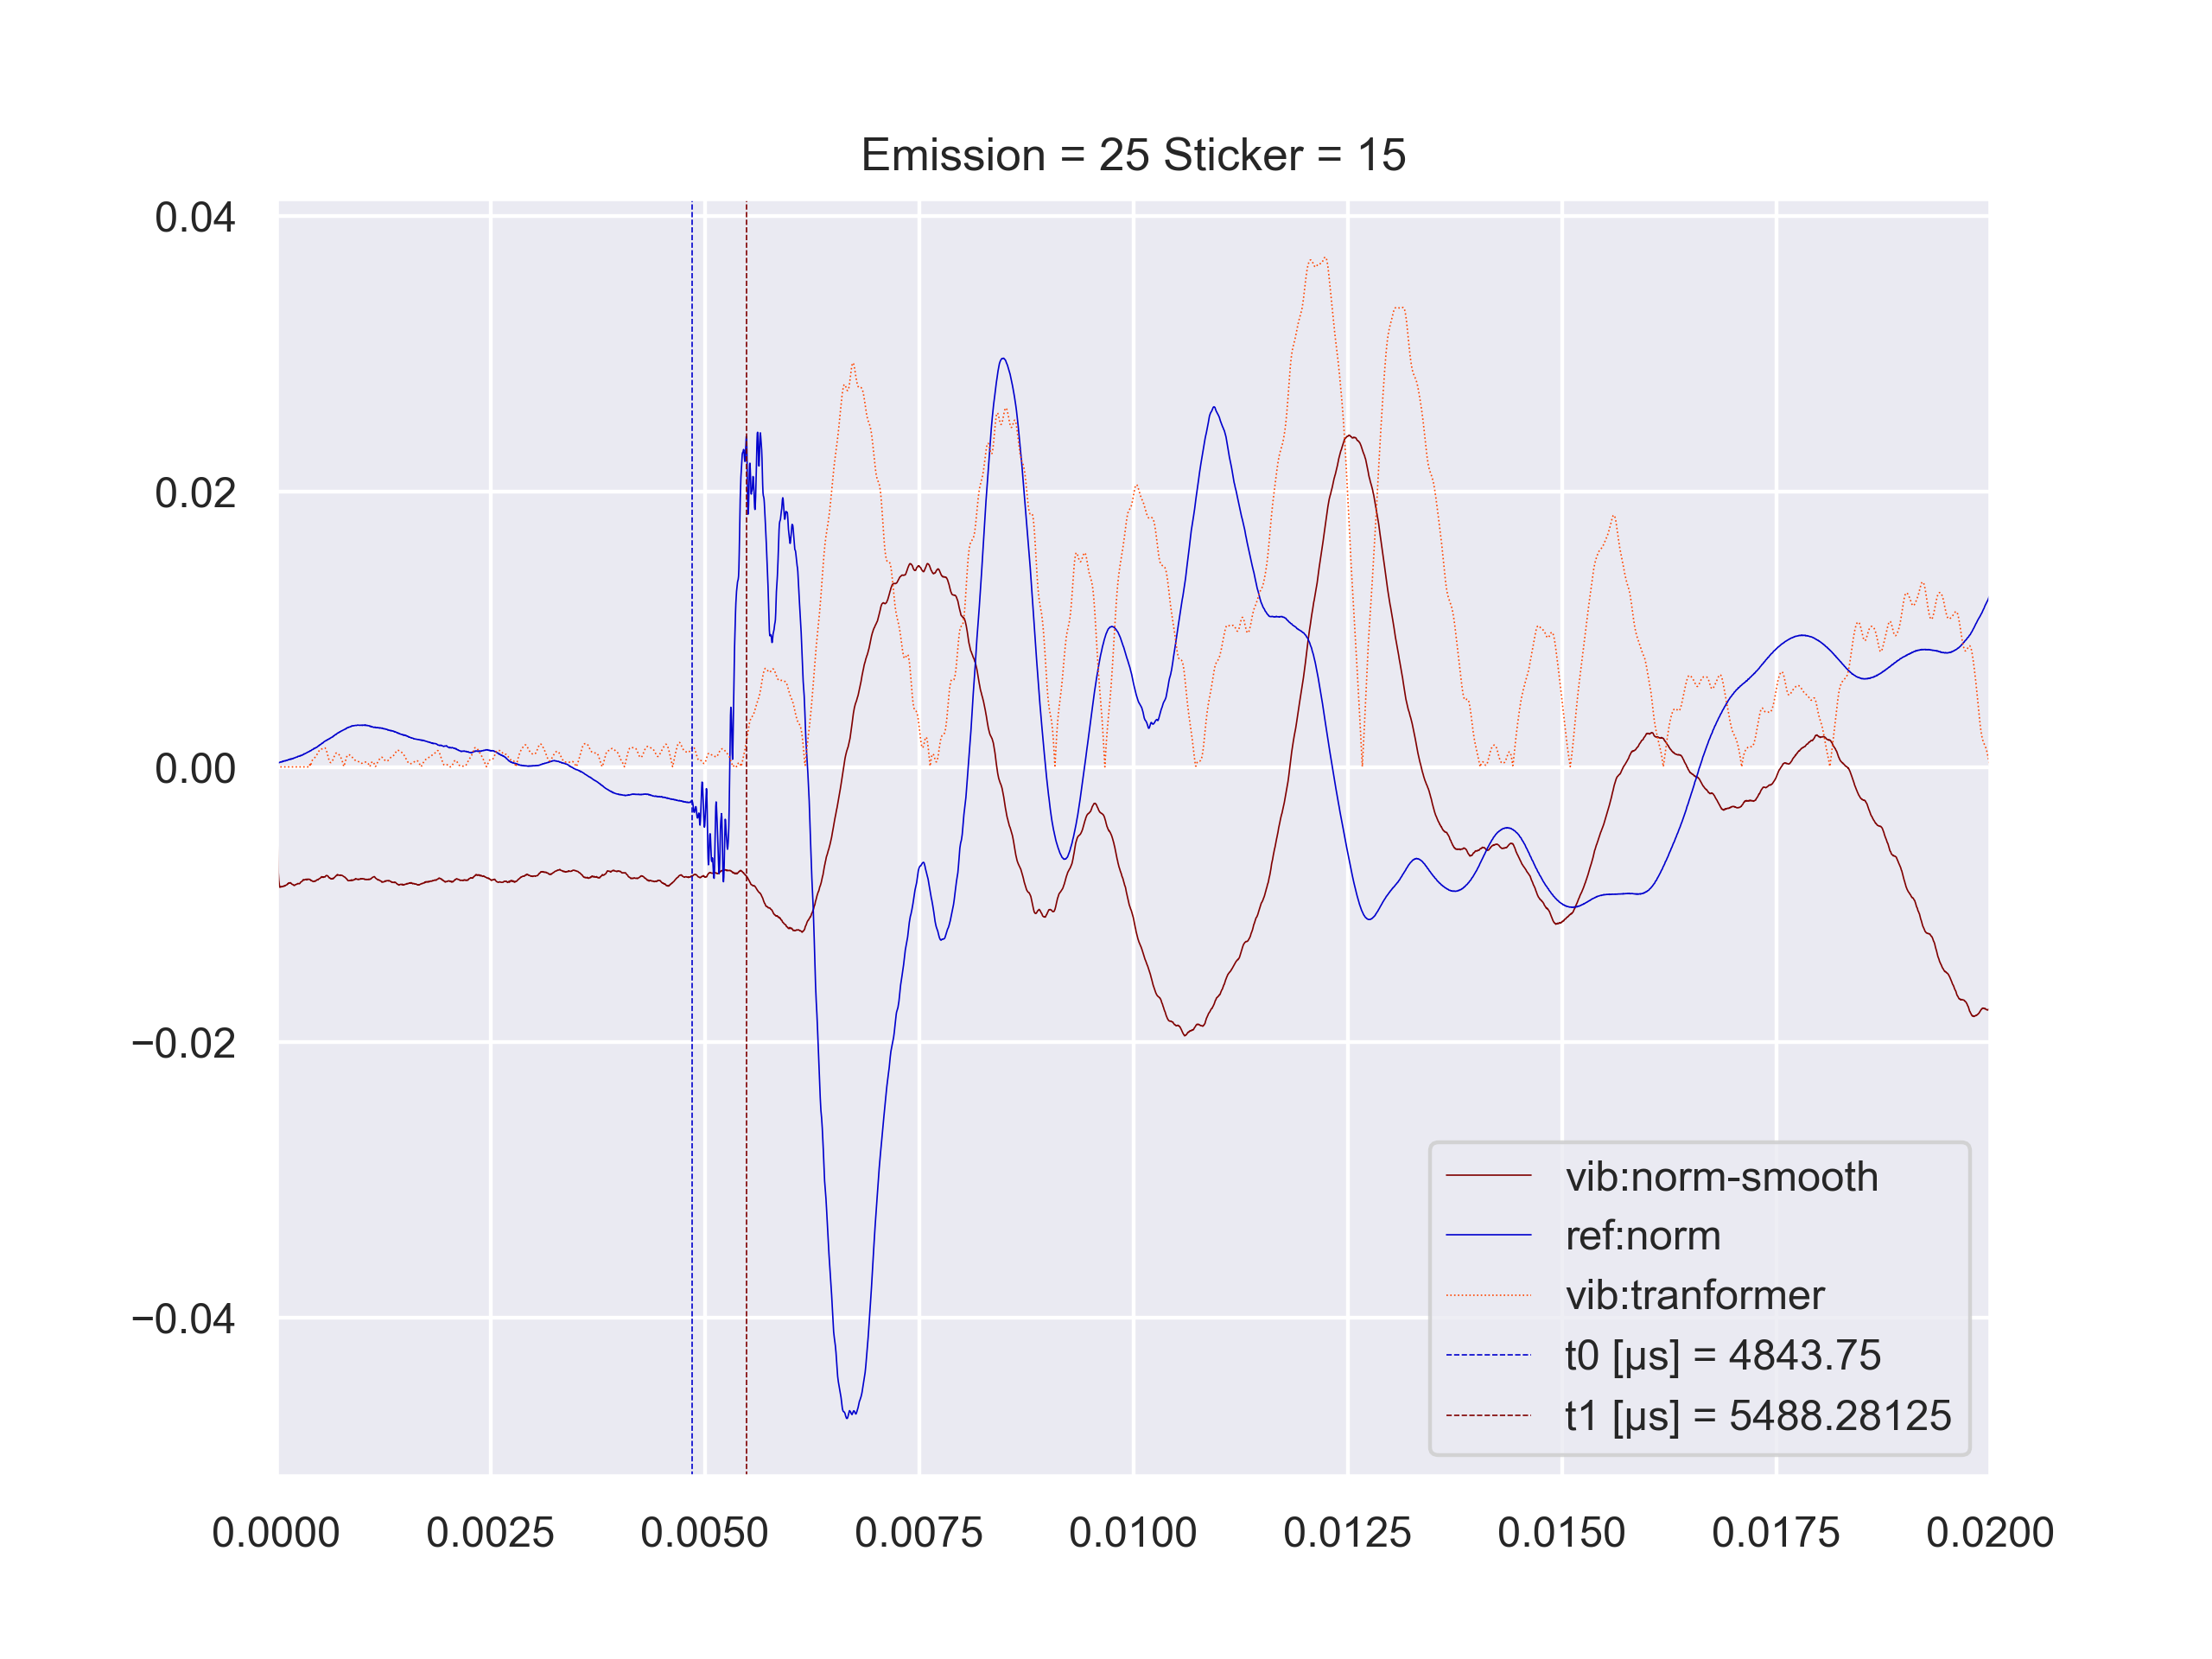 Emission = 25 Sticker = 15
0.04
0.02
0.00
−0.02
−0.04
vib:norm-smooth
ref:norm
vib:tranformer
t0 [µs] = 4843.75
t1 [µs] = 5488.28125
0.0000 0.0025 0.0050 0.0075 0.0100 0.0125 0.0150 0.0175 0.0200